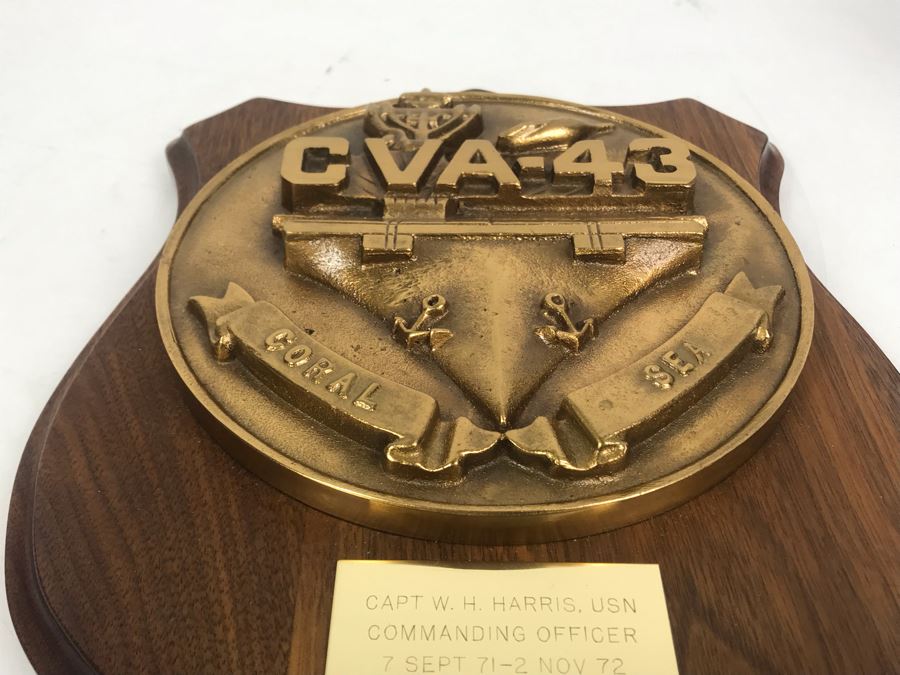 CVA-43
CORAL SEA
CAPT W. H. HARRIS, USN
COMMANDING OFFICER
7 SEPT 71-2 NOV 72